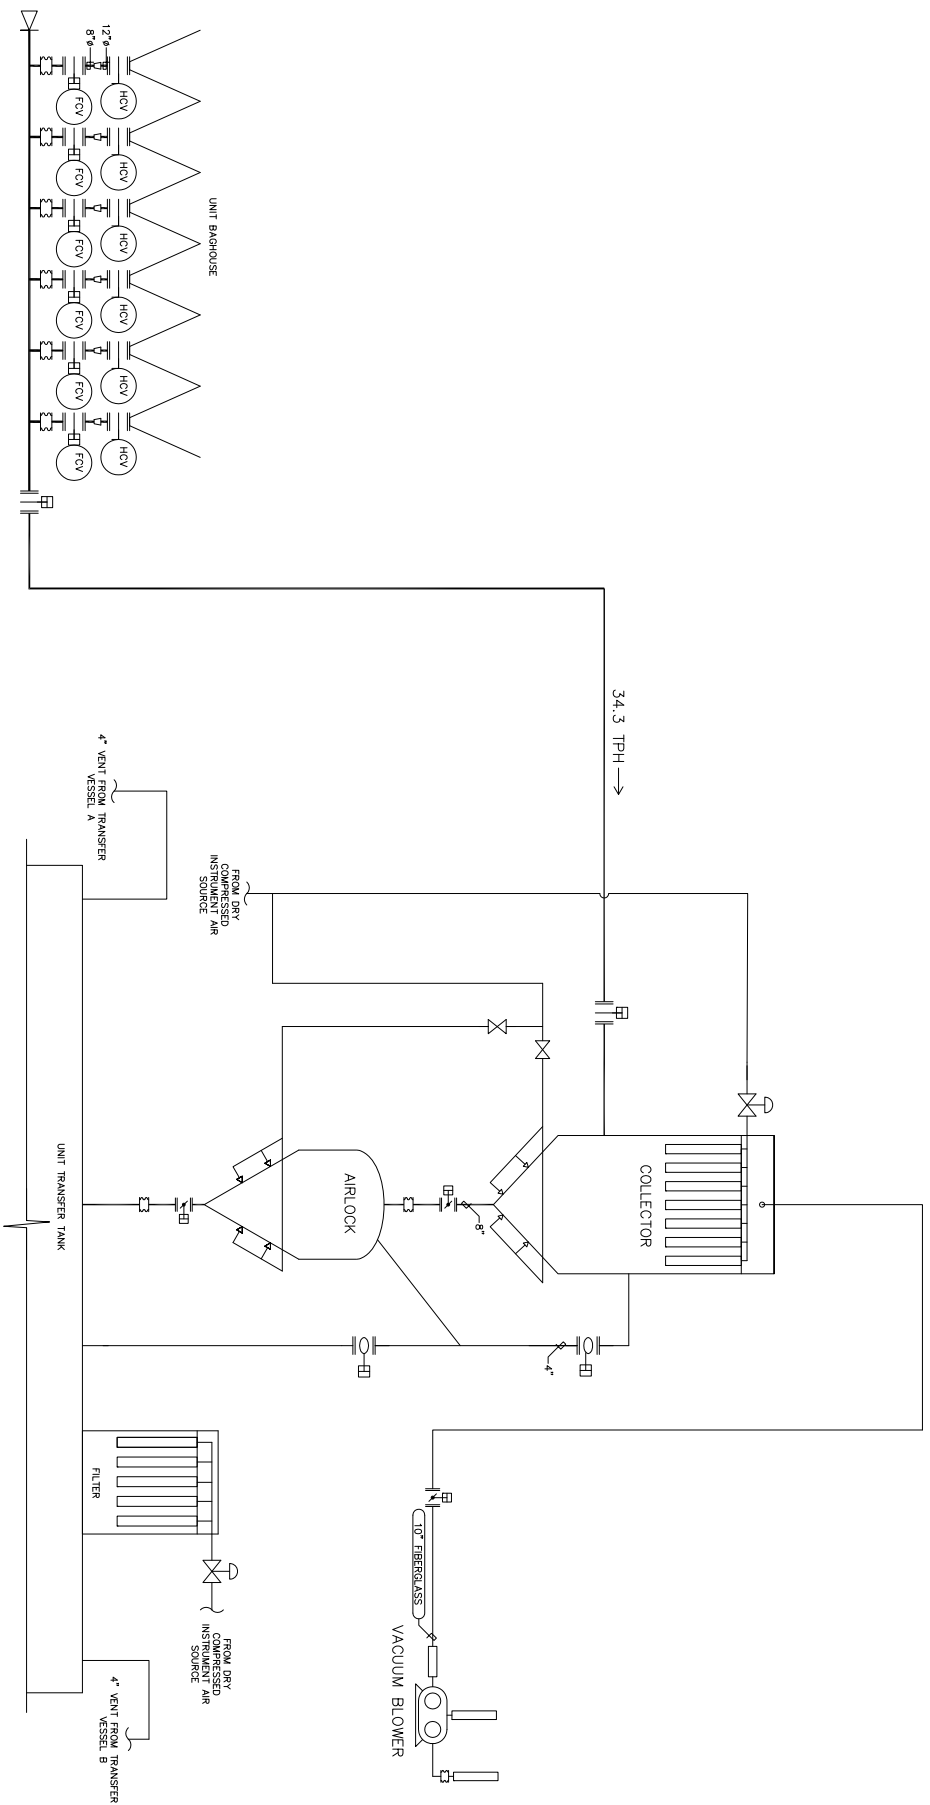 12"ø
8"ø
HCV
HCV
HCV
HCV
HCV
HCV
FCV
FCV
FCV
FCV
FCV
FCV
UNIT BAGHOUSE
34.3 TPH
4" VENT FROM TRANSFER
VESSEL A
FROM DRY
COMPRESSED
INSTRUMENT AIR
SOURCE
COLLECTOR
8"
AIRLOCK
4"
UNIT TRANSFER TANK
FILTER
10" FIBERGLASS
VACUUM BLOWER
FROM DRY
COMPRESSED
INSTRUMENT AIR
SOURCE
4" VENT FROM TRANSFER
VESSEL B